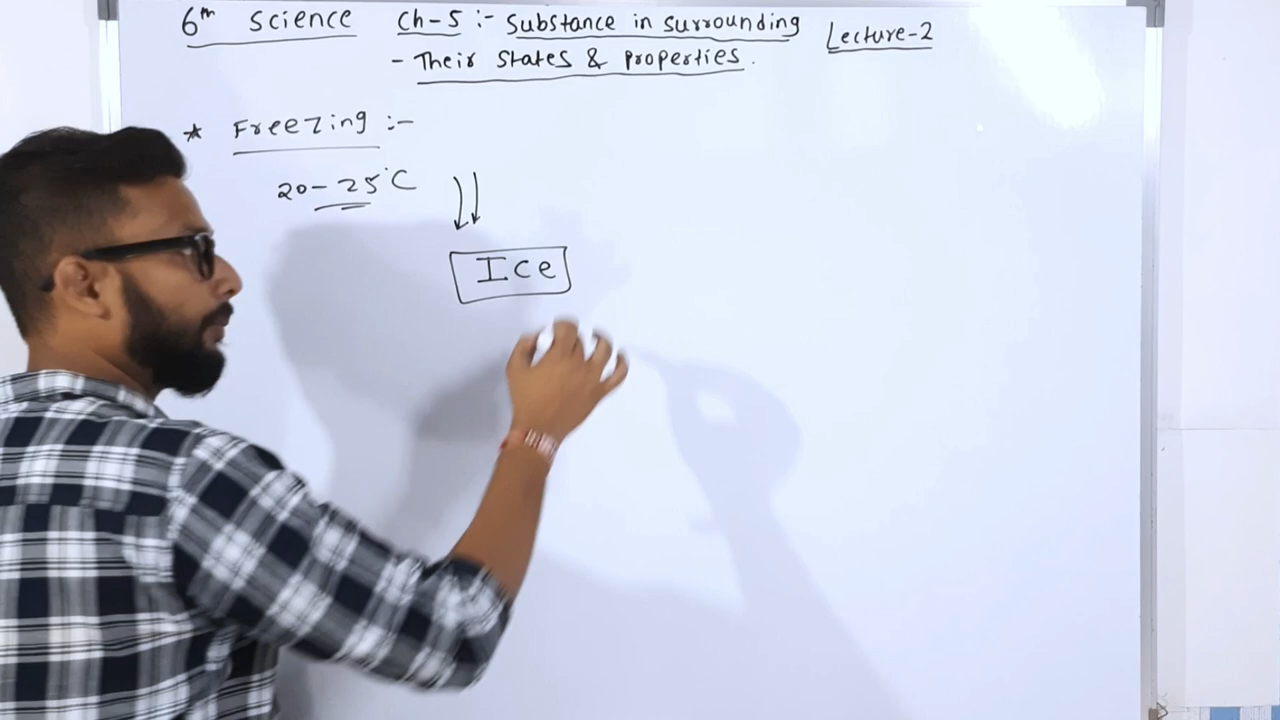 6th Science Ch-5 :- Substance in surrounding Lecture-2
- Their States & properties.
* Freezing :-
20-25°C
Ice